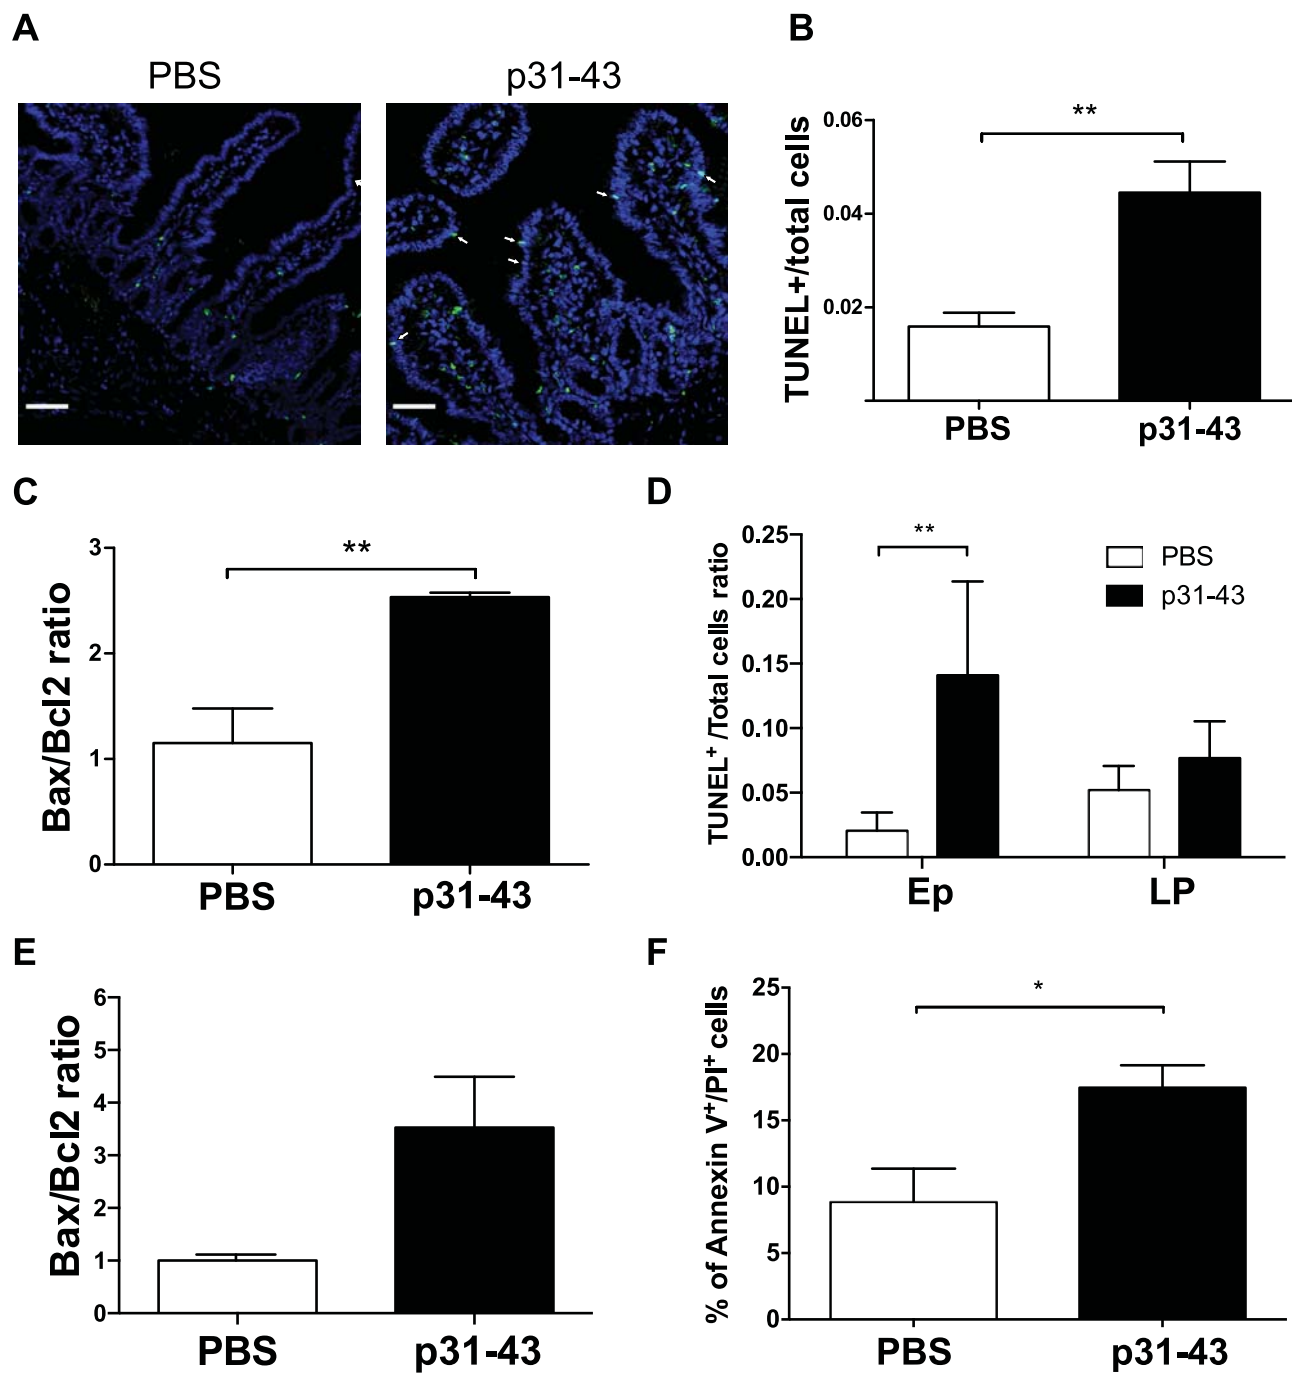 A
PBS
p31-43
B
TUNEL+/total cells
0.06
0.04
0.02
**
PBS
p31-43
C
Bax/Bcl2 ratio
3
2
1
0
**
PBS
p31-43
D
TUNEL⁺/Total cells ratio
0.25
0.20
0.15
0.10
0.05
0.00
**
PBS
p31-43
Ep
LP
E
Bax/Bcl2 ratio
6
5
4
3
2
1
0
PBS
p31-43
F
% of Annexin V⁺/PI⁺ cells
25
20
15
10
5
0
*
PBS
p31-43